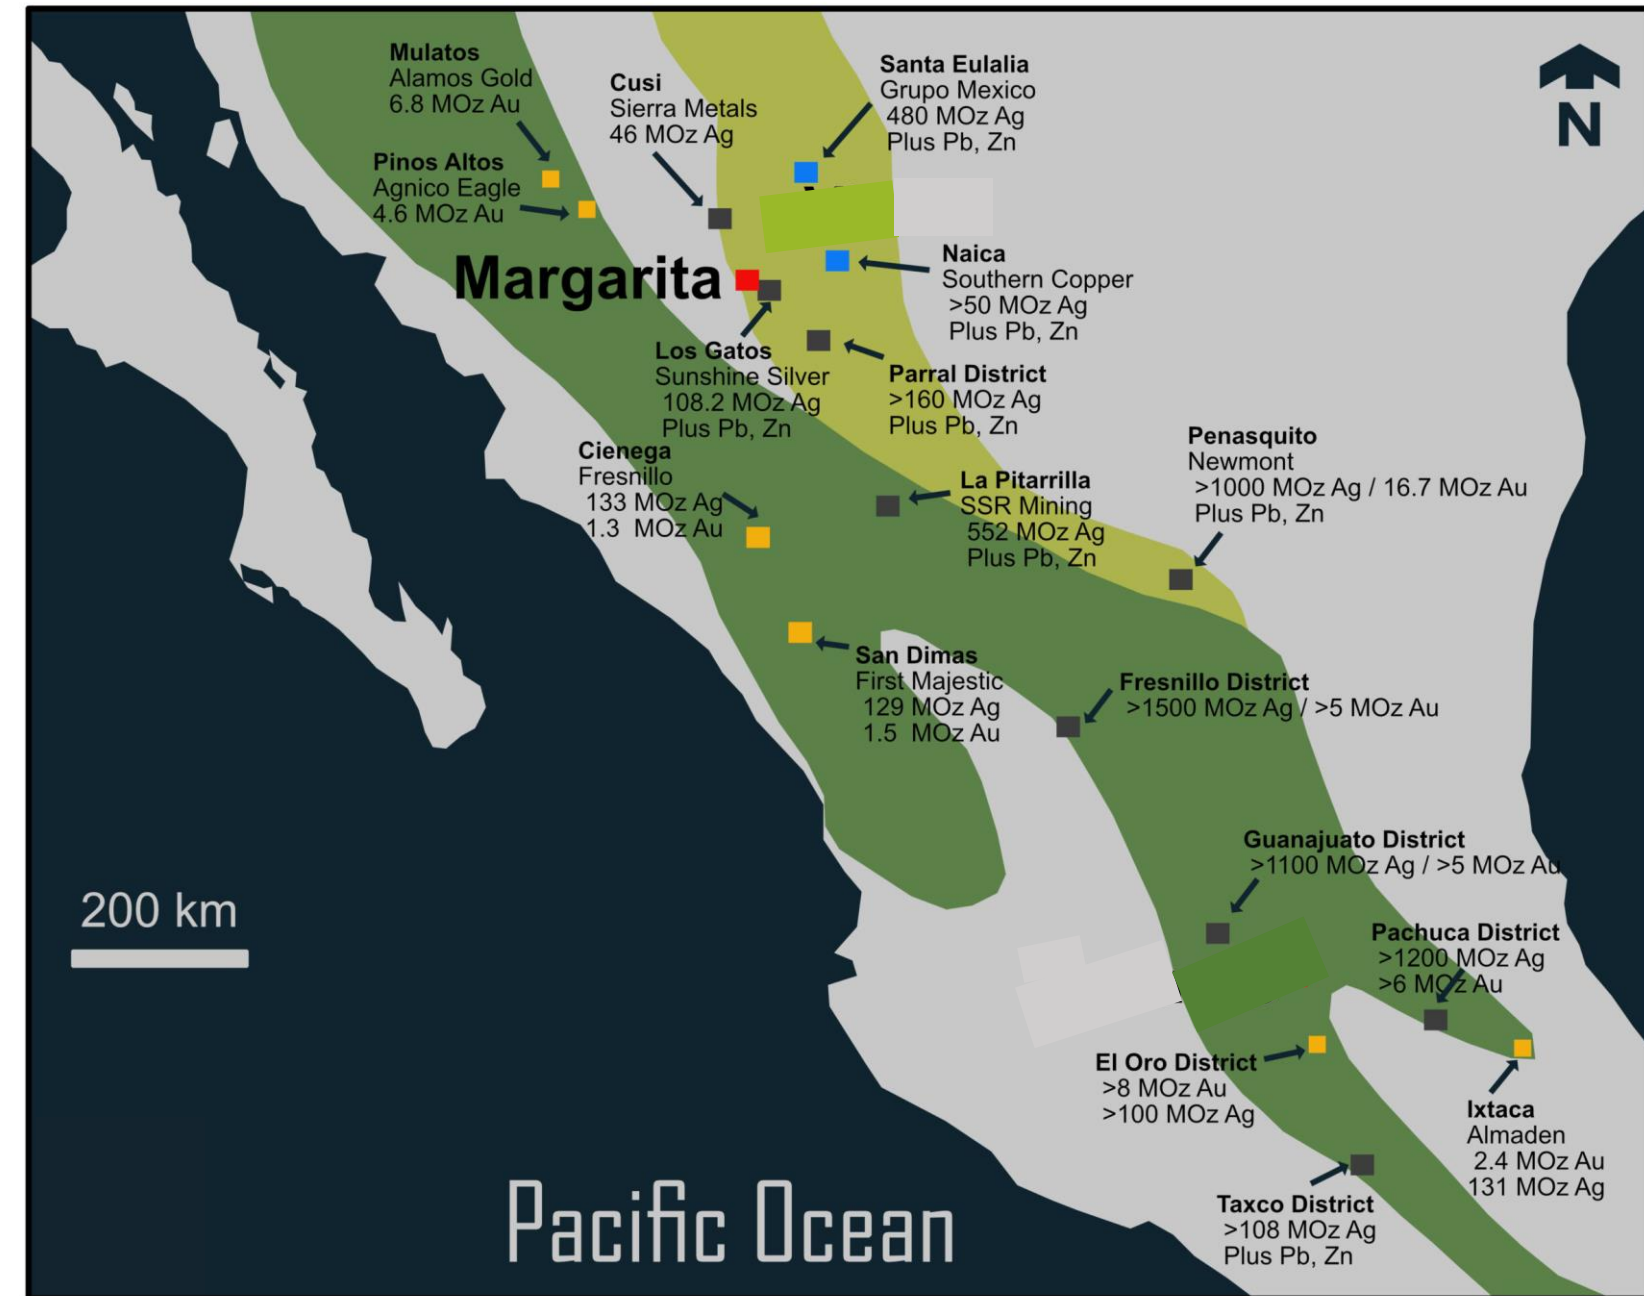 Mulatos
Alamos Gold
6.8 MOz Au
Pinos Altos
Agnico Eagle
4.6 MOz Au
Cusi
Sierra Metals
46 MOz Ag
Santa Eulalia
Grupo Mexico
480 MOz Ag
Plus Pb, Zn
N
Naica
Southern Copper
>50 MOz Ag
Plus Pb, Zn
Margarita
Los Gatos
Sunshine Silver
108.2 MOz Ag
Plus Pb, Zn
Parral District
>160 MOz Ag
Plus Pb, Zn
Cienega
Fresnillo
133 MOz Ag
1.3 MOz Au
La Pitarrilla
SSR Mining
552 MOz Ag
Plus Pb, Zn
Penasquito
Newmont
>1000 MOz Ag / 16.7 MOz Au
Plus Pb, Zn
San Dimas
First Majestic
129 MOz Ag
1.5 MOz Au
Fresnillo District
>1500 MOz Ag / >5 MOz Au
Guanajuato District
>1100 MOz Ag / >5 MOz Au
200 km
Pachuca District
>1200 MOz Ag
>6 MOz Au
El Oro District
>8 MOz Au
>100 MOz Ag
Ixtaca
Almaden
2.4 MOz Au
131 MOz Ag
Taxco District
>108 MOz Ag
Plus Pb, Zn
Pacific Ocean